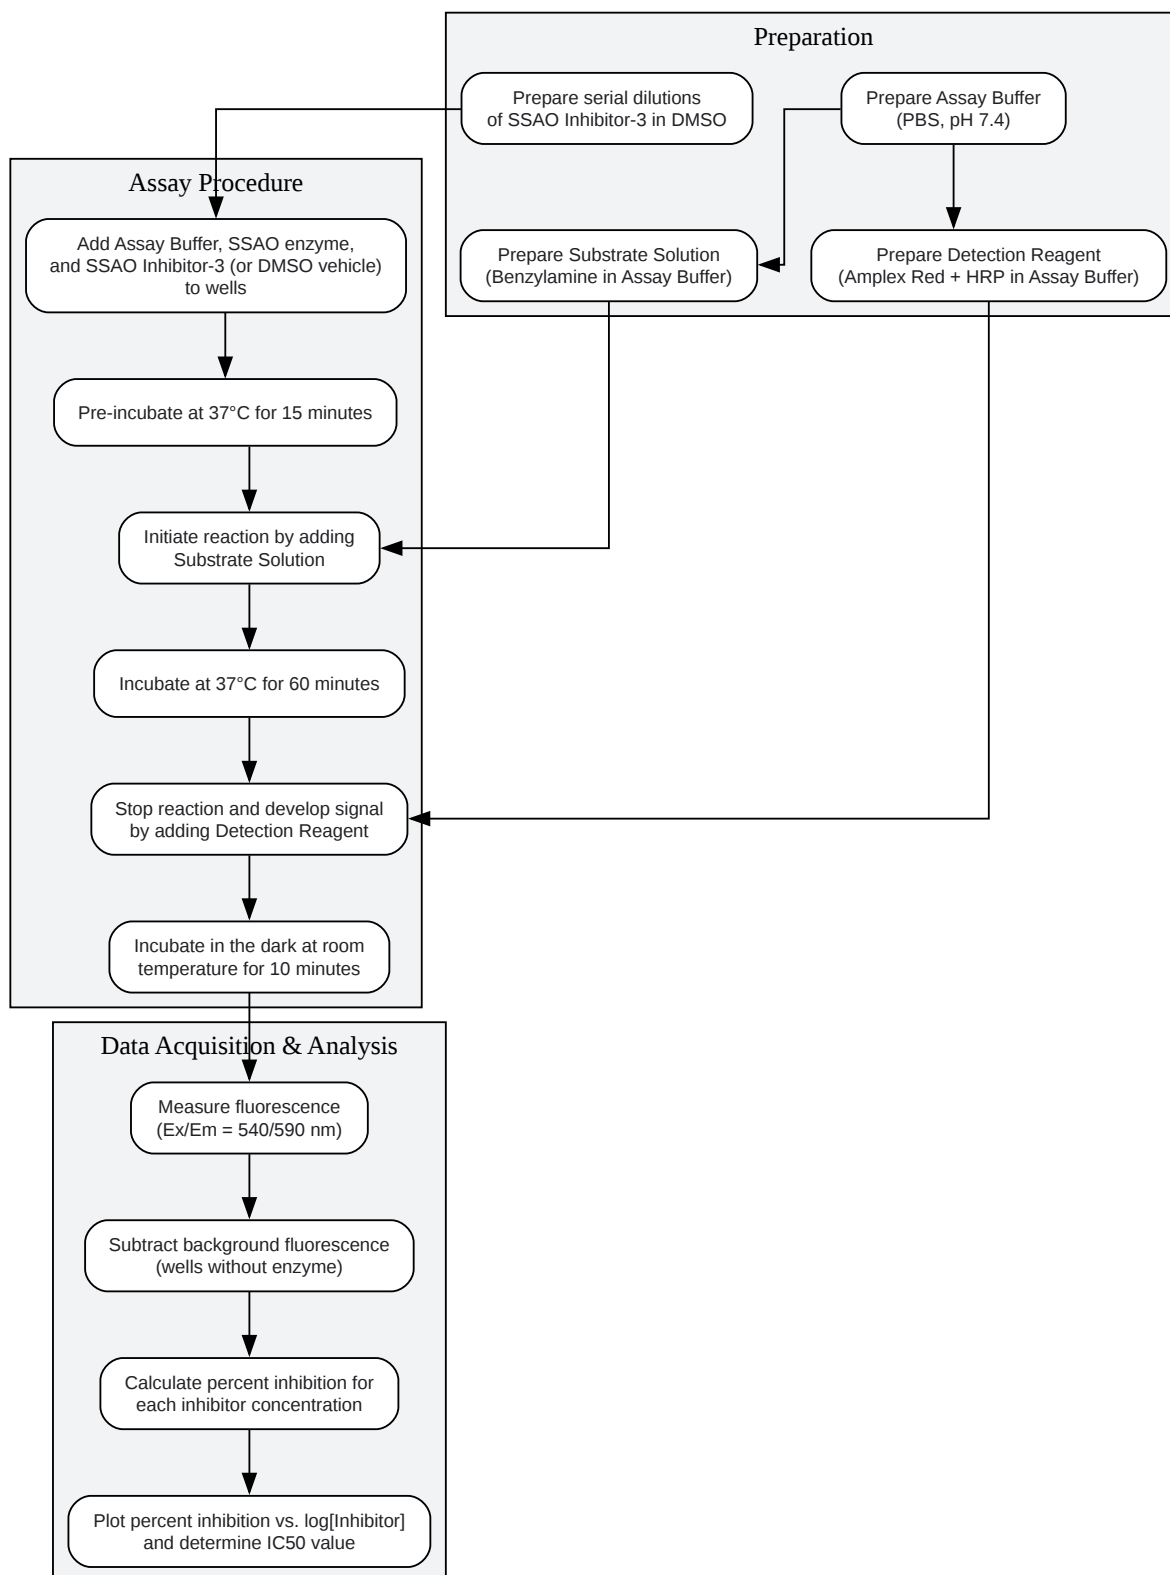 Preparation
Prepare serial dilutions
of SSAO Inhibitor-3 in DMSO
Prepare Assay Buffer
(PBS, pH 7.4)
Prepare Substrate Solution
(Benzylamine in Assay Buffer)
Prepare Detection Reagent
(Amplex Red + HRP in Assay Buffer)
Assay Procedure
Add Assay Buffer, SSAO enzyme,
and SSAO Inhibitor-3 (or DMSO vehicle)
to wells
Pre-incubate at 37°C for 15 minutes
Initiate reaction by adding
Substrate Solution
Incubate at 37°C for 60 minutes
Stop reaction and develop signal
by adding Detection Reagent
Incubate in the dark at room
temperature for 10 minutes
Data Acquisition & Analysis
Measure fluorescence
(Ex/Em = 540/590 nm)
Subtract background fluorescence
(wells without enzyme)
Calculate percent inhibition for
each inhibitor concentration
Plot percent inhibition vs. log[Inhibitor]
and determine IC50 value